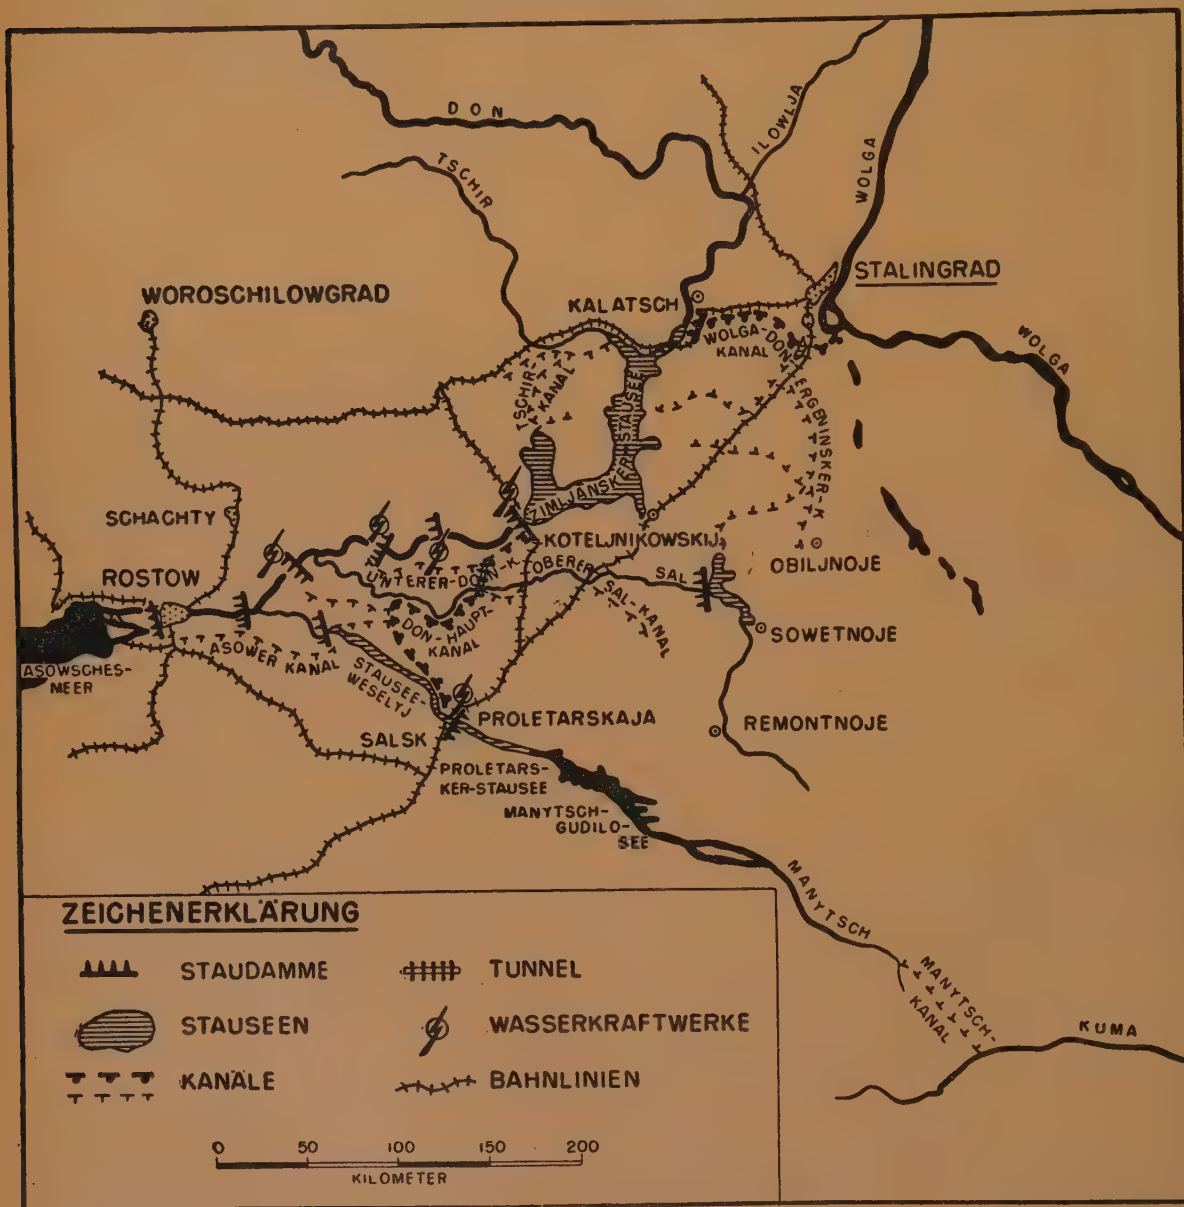 DON
TSCHIR
ILOWLJA
WOLGA
STALINGRAD
WOROSCHILOWGRAD
KALATSCH
WOLGA-DON
KANAL
WOLGA
TSCHIR-
KANAL
ZIMLJANSKER STAUSEE
ERGENINSKER-K
SCHACHTY
KOTELJNIKOWSKIJ
OBILJNOJE
ROSTOW
UNTERER-DON-K
OBERER
SAL-KANAL
SAL
SOWETNOJE
DON-HAUPT
KANAL
ASOWSCHES-
MEER
ASOWER KANAL
STAUSEE-
WESELYJ
PROLETARSKAJA
REMONTNOJE
SALSK
PROLETARS-
KER-STAUSEE
MANYTSCH-
GUDILO-
SEE
MANYTSCH
MANYTSCH-
KANAL
KUMA
ZEICHENERKLÄRUNG
STAUDAMME
TUNNEL
STAUSEEN
WASSERKRAFTWERKE
KANÄLE
BAHNLINIEN
0 50 100 150 200
KILOMETER